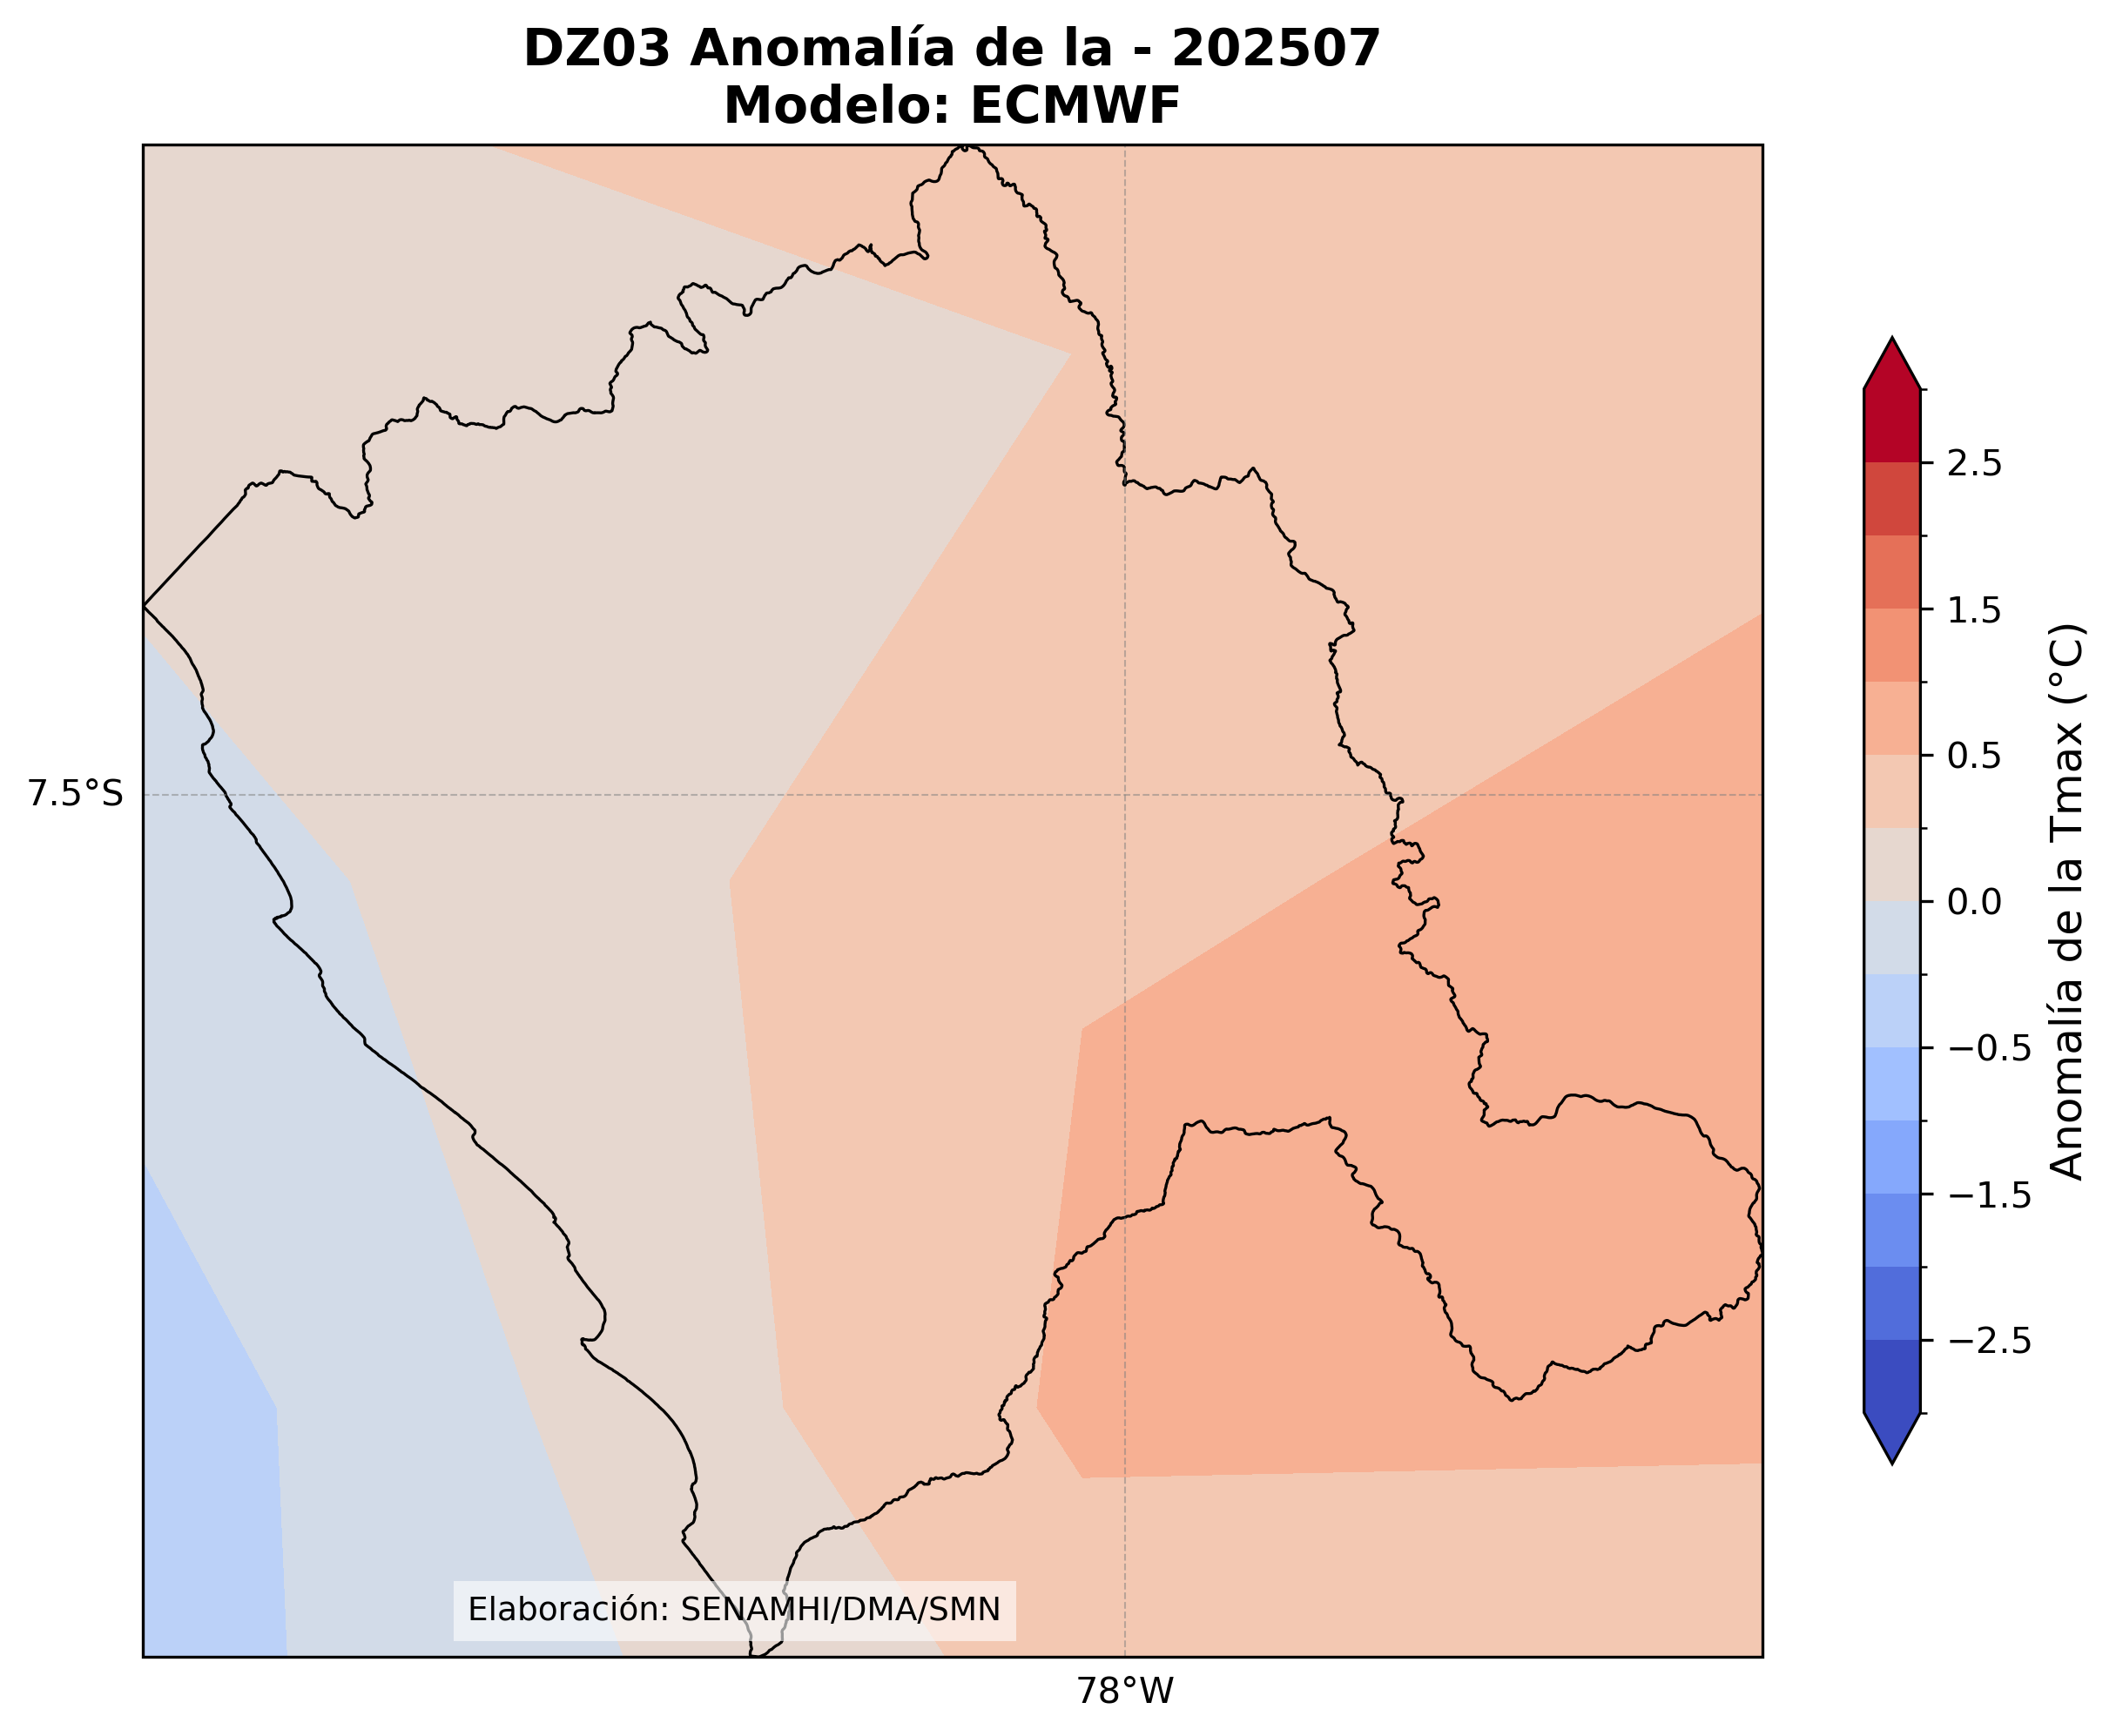 DZ03 Anomalía de la - 202507
Modelo: ECMWF
7.5°S
78°W
Elaboración: SENAMHI/DMA/SMN
2.5
1.5
0.5
0.0
−0.5
−1.5
−2.5
Anomalía de la Tmax (°C)